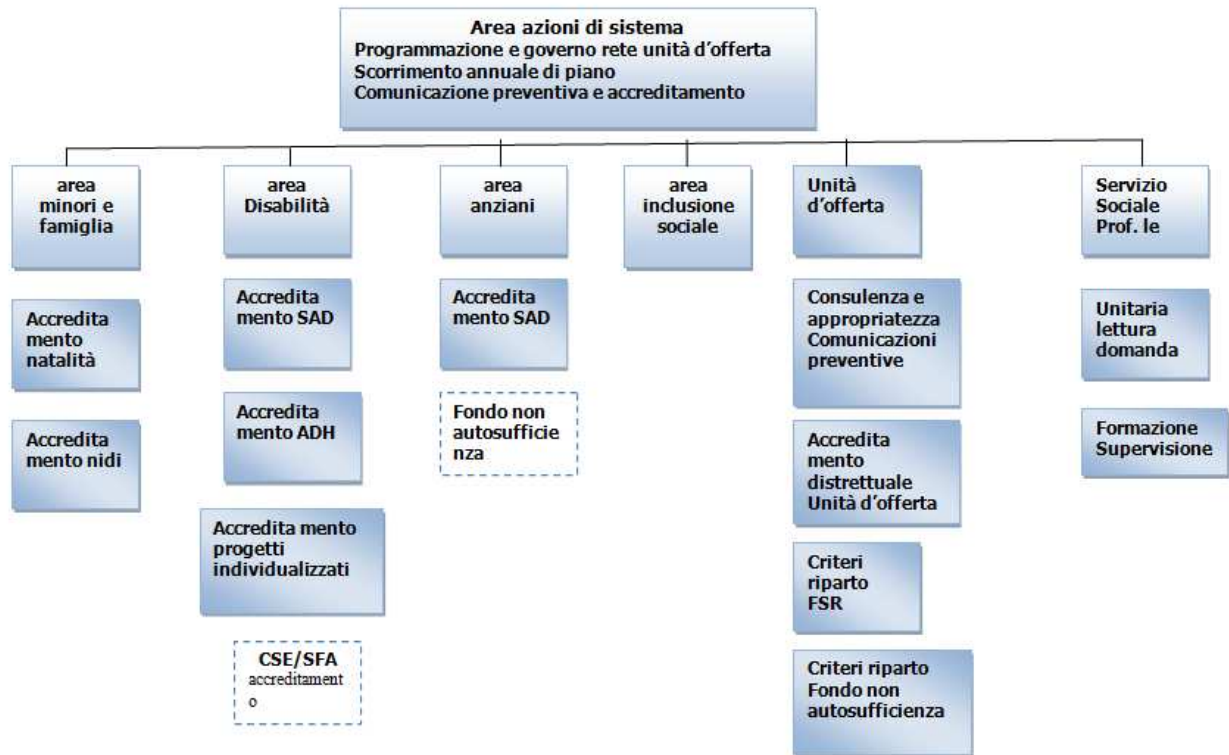 Area azioni di sistema
Programmazione e governo rete unità d'offerta
Scorrimento annuale di piano
Comunicazione preventiva e accreditamento
area
minori e
famiglia
Accredita
mento
natalità
Accredita
mento nidi
area
Disabilità
Accredita
mento SAD
Accredita
mento ADH
Accredita mento
progetti
individualizzati
CSE/SFA
accreditament
o
area
anziani
Accredita
mento SAD
Fondo non
autosufficie
nza
area
inclusione
sociale
Unità
d'offerta
Consulenza e
appropriatezza
Comunicazioni
preventive
Accredita
mento
distrettuale
Unità d'offerta
Criteri
riparto
FSR
Criteri riparto
Fondo non
autosufficienza
Servizio
Sociale
Prof. le
Unitaria
lettura
domanda
Formazione
Supervisione